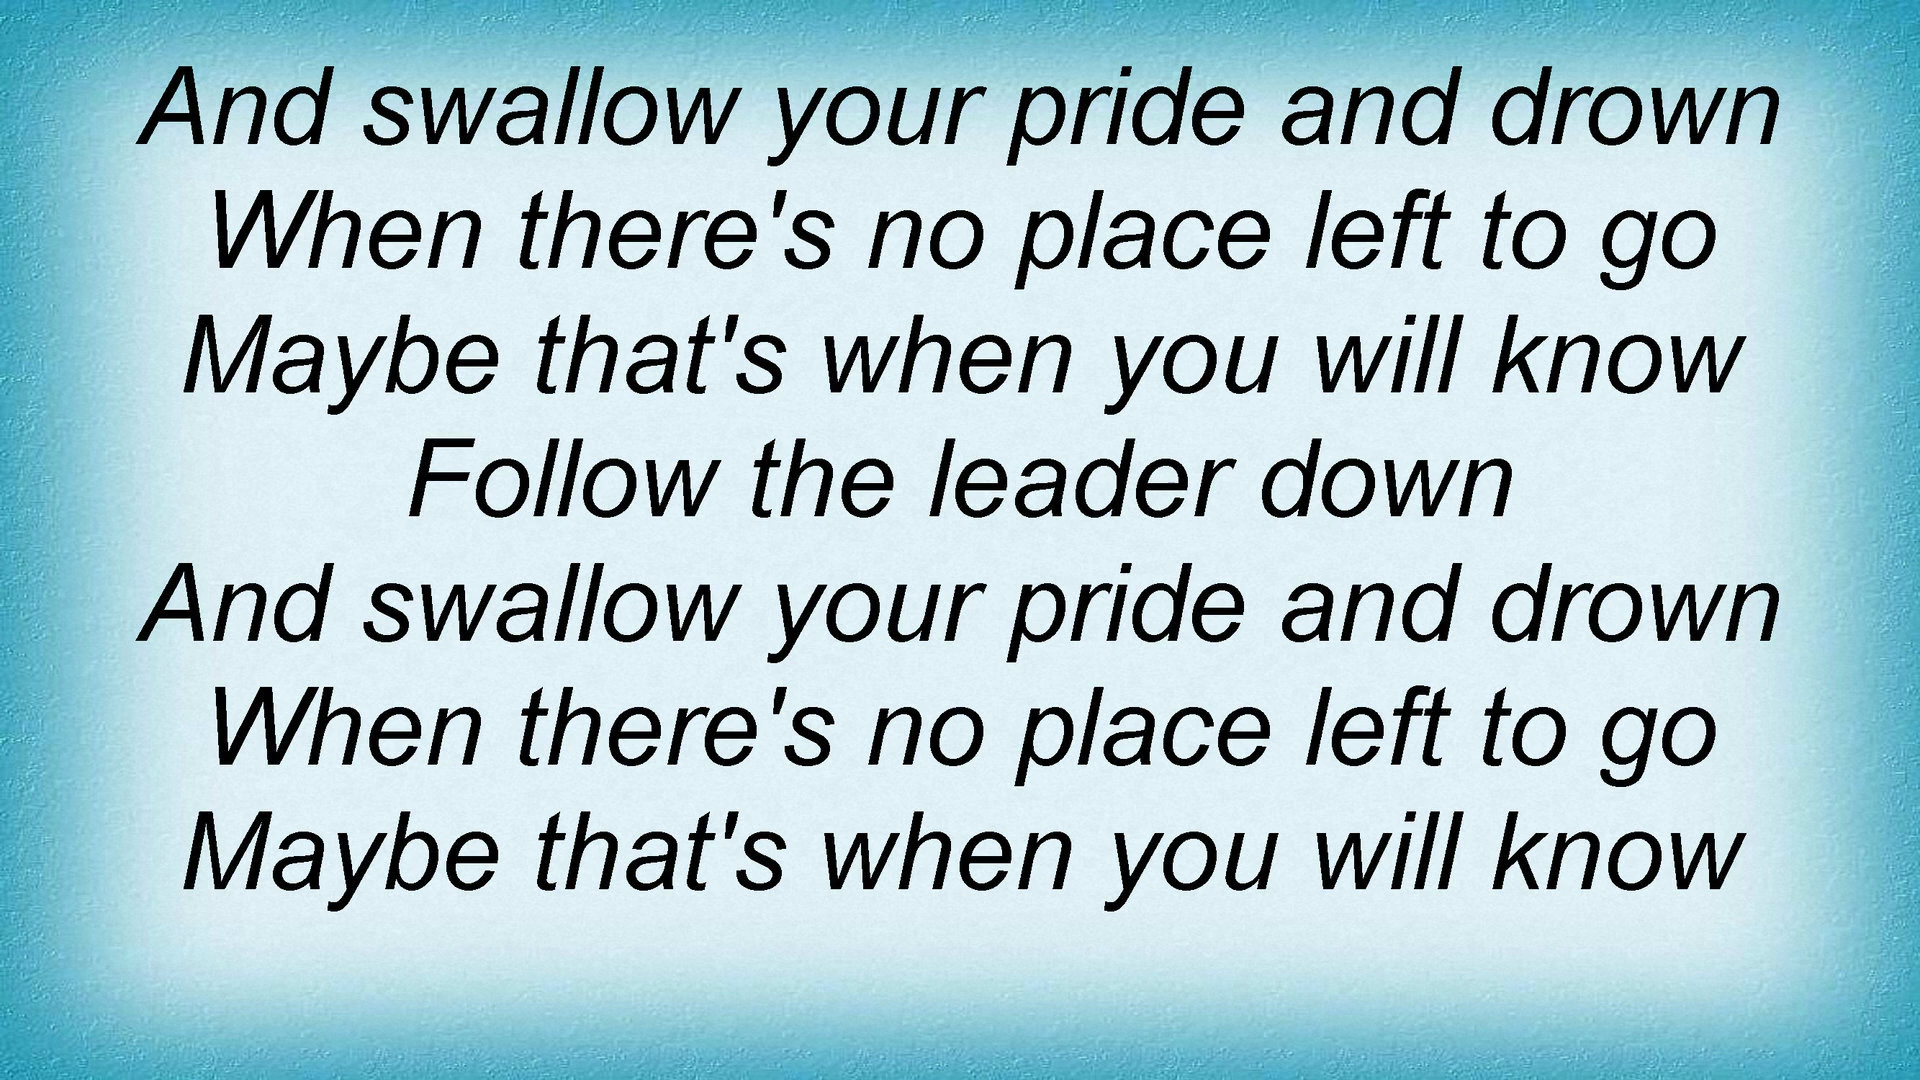 And swallow your pride and drown
When there's no place left to go
Maybe that's when you will know
Follow the leader down
And swallow your pride and drown
When there's no place left to go
Maybe that's when you will know